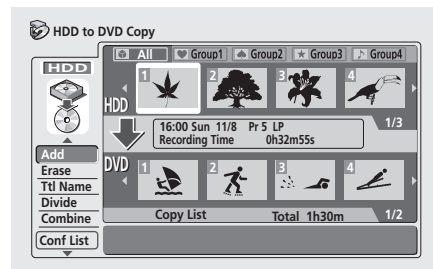 HDD to DVD Copy
HDD
All Group1 Group2 Group3 Group4
1 2 3 4
HDD
1/3
16:00 Sun 11/8 Pr 5 LP
Recording Time 0h32m55s
Add
Erase
Ttl Name
Divide
Combine
Conf List
DVD
1 2 3 4
Copy List Total 1h30m 1/2